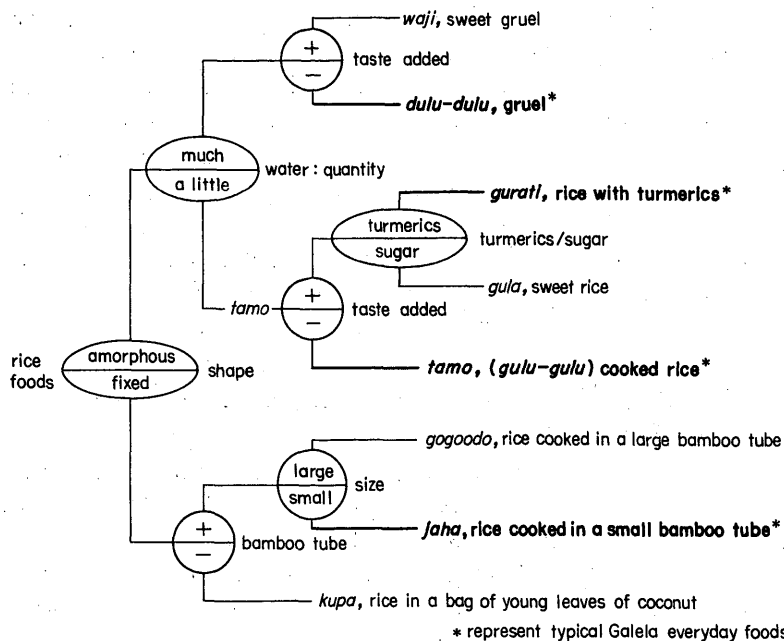 waji, sweet gruel
+
taste added
−
dulu-dulu, gruel*
much
water : quantity
a little
gurati, rice with turmerics*
turmerics
turmerics/sugar
sugar
gula, sweet rice
+
tamo
taste added
−
tamo, (gulu-gulu) cooked rice*
rice foods
amorphous
shape
fixed
gogoodo, rice cooked in a large bamboo tube
large
size
small
jaha, rice cooked in a small bamboo tube*
+
bamboo tube
−
kupa, rice in a bag of young leaves of coconut
* represent typical Galela everyday foods